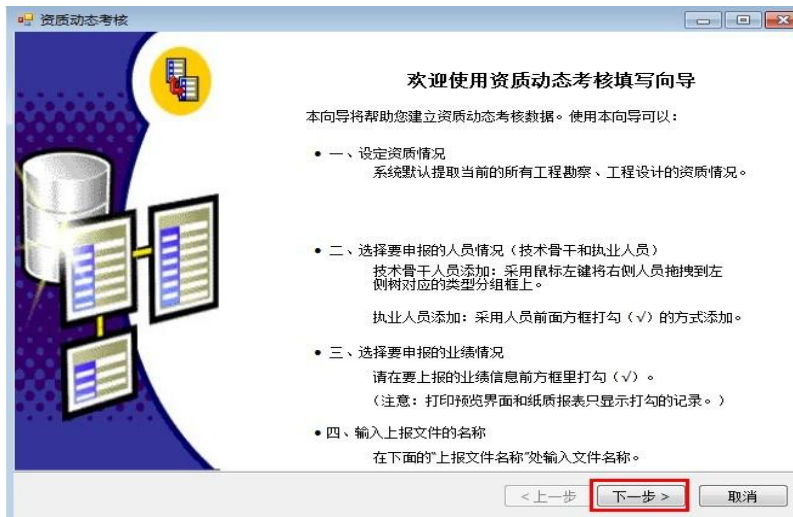 资质动态考核
欢迎使用资质动态考核填写向导
本向导将帮助您建立资质动态考核数据。使用本向导可以：
• 一、设定资质情况
系统默认提取当前的所有工程勘察、工程设计的资质情况。
• 二、选择要申报的人员情况（技术骨干和执业人员）
技术骨干人员添加：采用鼠标左键将右侧人员拖拽到左
侧树对应的类型分组框上。
执业人员添加：采用人员前面方框打勾（√）的方式添加。
• 三、选择要申报的业绩情况
请在要上报的业绩信息前方框里打勾（√）。
（注意：打印预览界面和纸质报表只显示打勾的记录。）
• 四、输入上报文件的名称
在下面的“上报文件名称”处输入文件名称。
<上一步 下一步> 取消